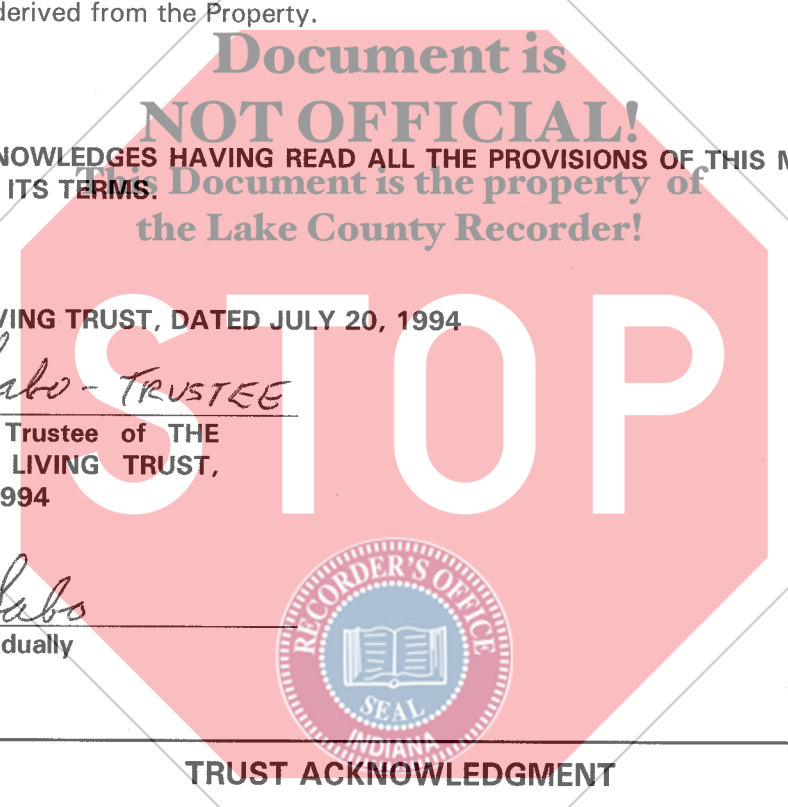 derived from the Property.
Document is
NOT OFFICIAL!
NOWLEDGES HAVING READ ALL THE PROVISIONS OF THIS M
This Document is the property of
ITS TERMS.
the Lake County Recorder!
VING TRUST, DATED JULY 20, 1994
STOP
abo - TRUSTEE
Trustee of THE
LIVING TRUST,
994
abo
dually
RECORDER'S OFFICE
SEAL
INDIANA
TRUST ACKNOWLEDGMENT